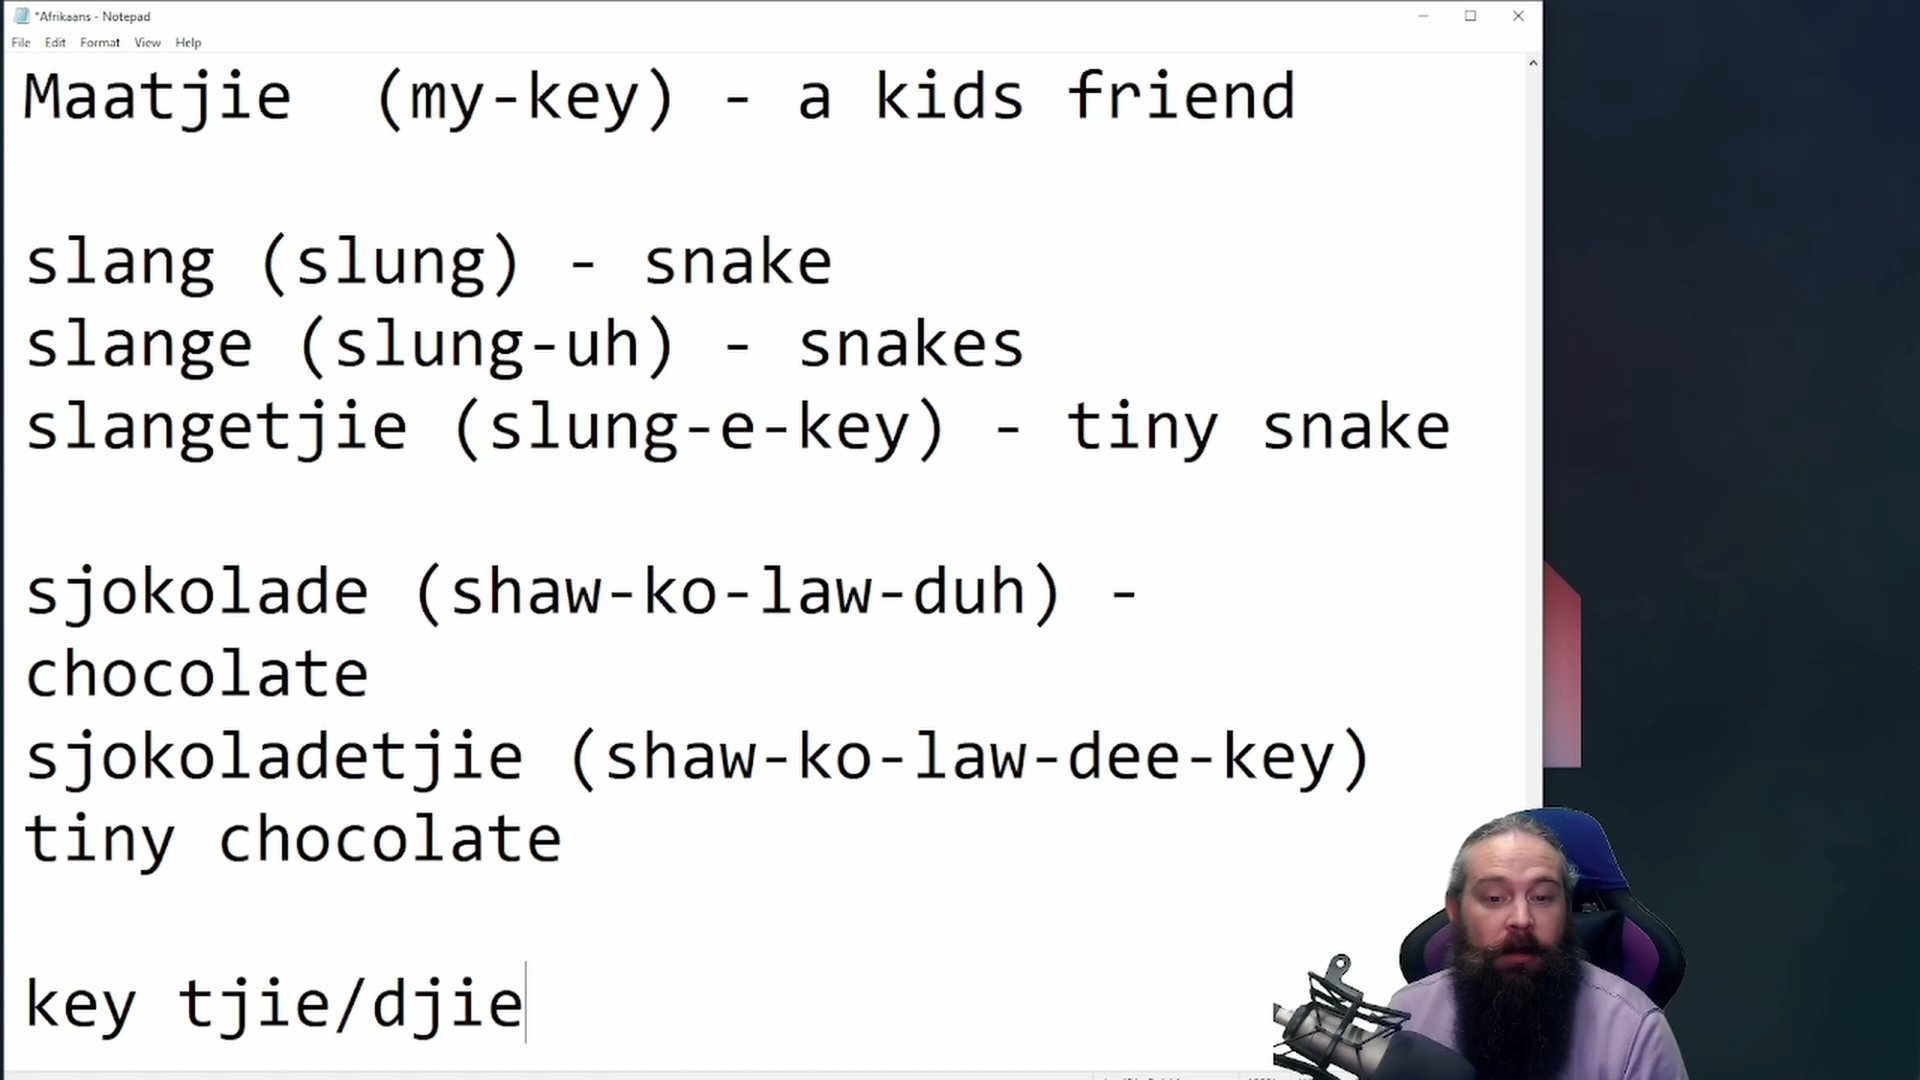 *Afrikaans - Notepad
File Edit Format View Help
Maatjie (my-key) - a kids friend
slang (slung) - snake
slange (slung-uh) - snakes
slangetjie (slung-e-key) - tiny snake
sjokolade (shaw-ko-law-duh) -
chocolate
sjokoladetjie (shaw-ko-law-dee-key)
tiny chocolate
key tjie/djie